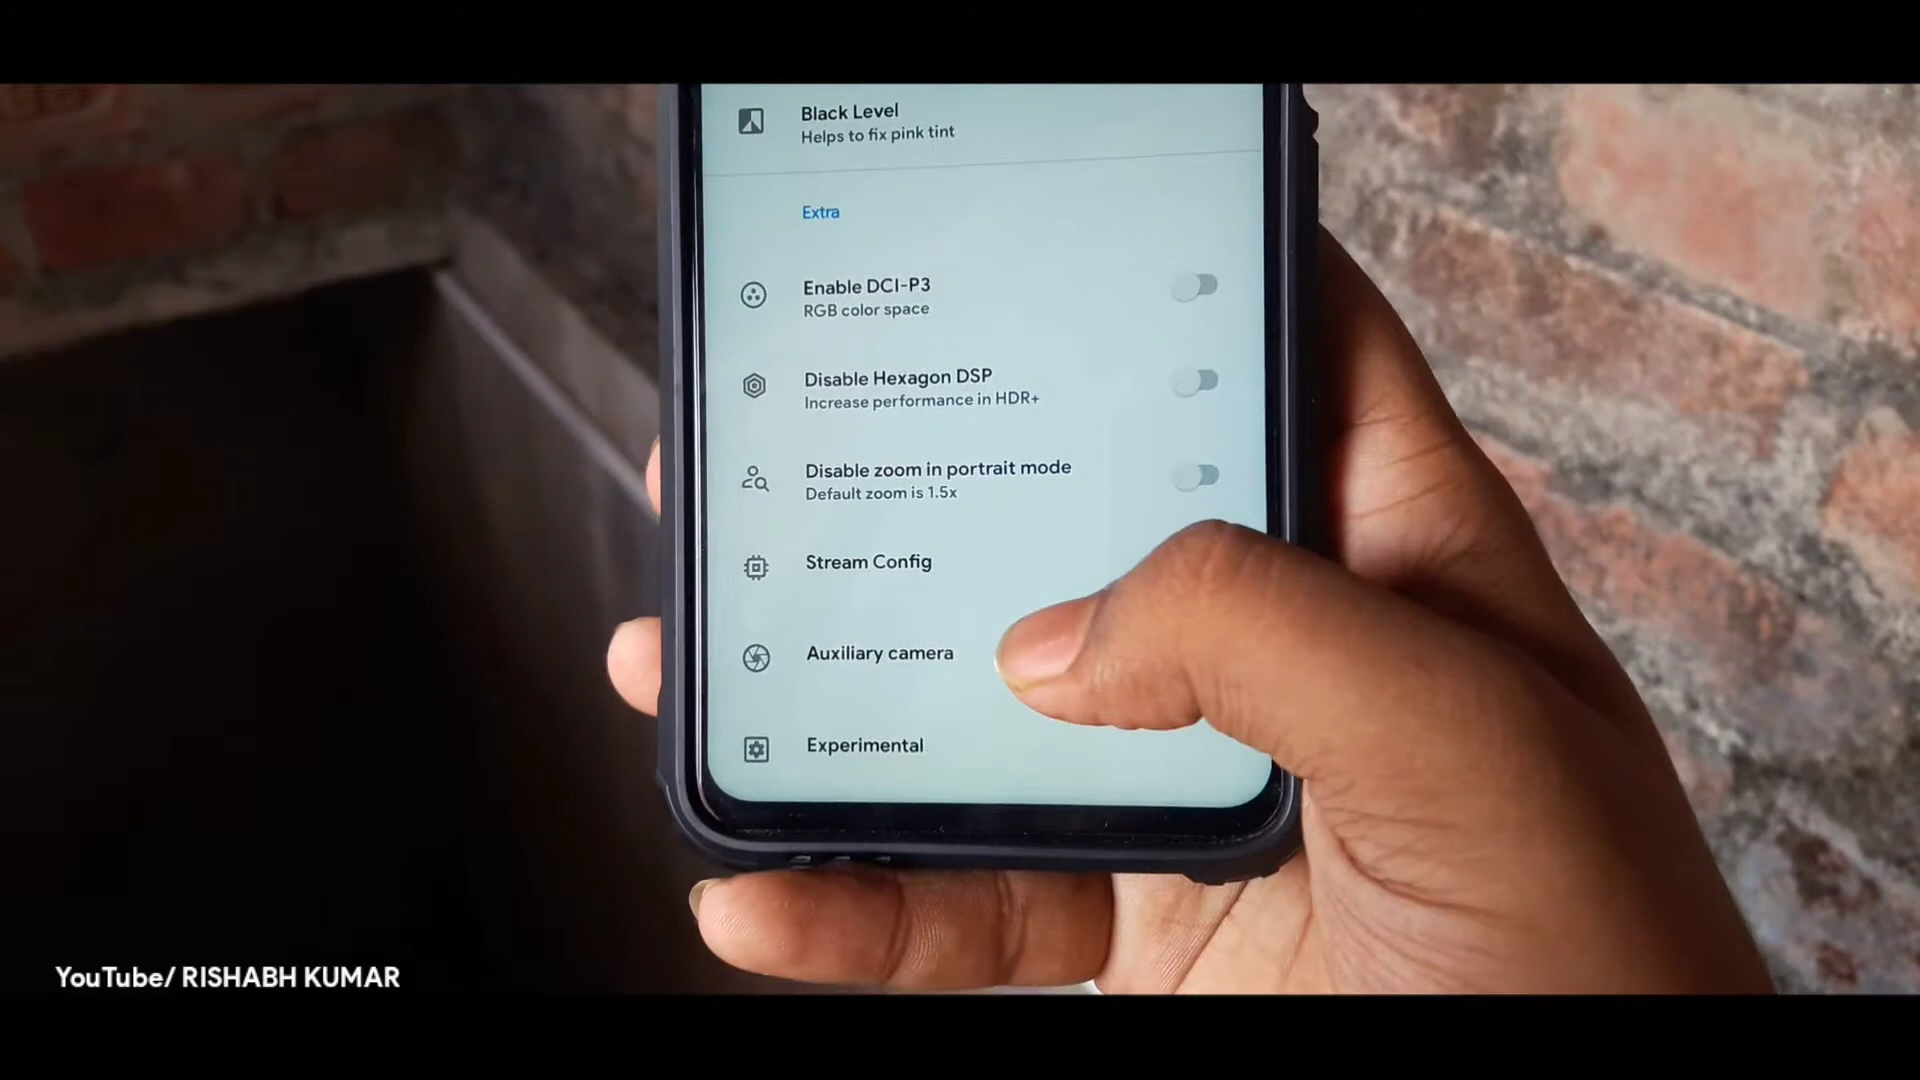 Black Level
Helps to fix pink tint
Extra
Enable DCI-P3
RGB color space
Disable Hexagon DSP
Increase performance in HDR+
Disable zoom in portrait mode
Default zoom is 1.5x
Stream Config
Auxiliary camera
Experimental
YouTube/ RISHABH KUMAR